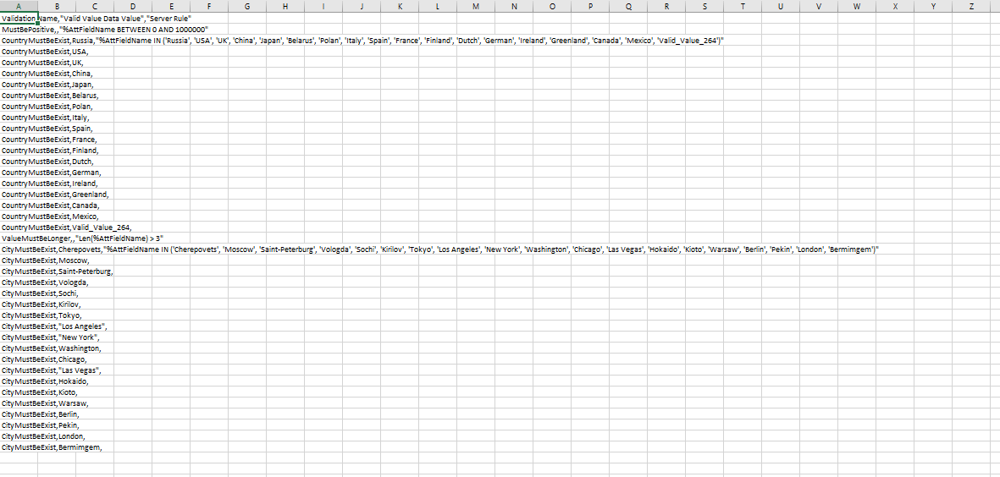 A B C D E F G H I J K L M N O P Q R S T U V W X Y Z
Validation Name,"Valid Value Data Value","Server Rule"
MustBePositive,,"%AttFieldName BETWEEN 0 AND 1000000"
CountryMustBeExist,Russia,"%AttFieldName IN ('Russia', 'USA', 'UK', 'China', 'Japan', 'Belarus', 'Polan', 'Italy', 'Spain', 'France', 'Finland', 'Dutch', 'German', 'Ireland', 'Greenland', 'Canada', 'Mexico', 'Valid_Value_264')"
CountryMustBeExist,USA,
CountryMustBeExist,UK,
CountryMustBeExist,China,
CountryMustBeExist,Japan,
CountryMustBeExist,Belarus,
CountryMustBeExist,Polan,
CountryMustBeExist,Italy,
CountryMustBeExist,Spain,
CountryMustBeExist,France,
CountryMustBeExist,Finland,
CountryMustBeExist,Dutch,
CountryMustBeExist,German,
CountryMustBeExist,Ireland,
CountryMustBeExist,Greenland,
CountryMustBeExist,Canada,
CountryMustBeExist,Mexico,
CountryMustBeExist,Valid_Value_264,
ValueMustBeLonger,,"Len(%AttFieldName) > 3"
CityMustBeExist,Cherepovets,"%AttFieldName IN ('Cherepovets', 'Moscow', 'Saint-Peterburg', 'Vologda', 'Sochi', 'Kirilov', 'Tokyo', 'Los Angeles', 'New York', 'Washington', 'Chicago', 'Las Vegas', 'Hokaido', 'Kioto', 'Warsaw', 'Berlin', 'Pekin', 'London', 'Bermimgem')"
CityMustBeExist,Moscow,
CityMustBeExist,Saint-Peterburg,
CityMustBeExist,Vologda,
CityMustBeExist,Sochi,
CityMustBeExist,Kirilov,
CityMustBeExist,Tokyo,
CityMustBeExist,"Los Angeles",
CityMustBeExist,"New York",
CityMustBeExist,Washington,
CityMustBeExist,Chicago,
CityMustBeExist,"Las Vegas",
CityMustBeExist,Hokaido,
CityMustBeExist,Kioto,
CityMustBeExist,Warsaw,
CityMustBeExist,Berlin,
CityMustBeExist,Pekin,
CityMustBeExist,London,
CityMustBeExist,Bermimgem,